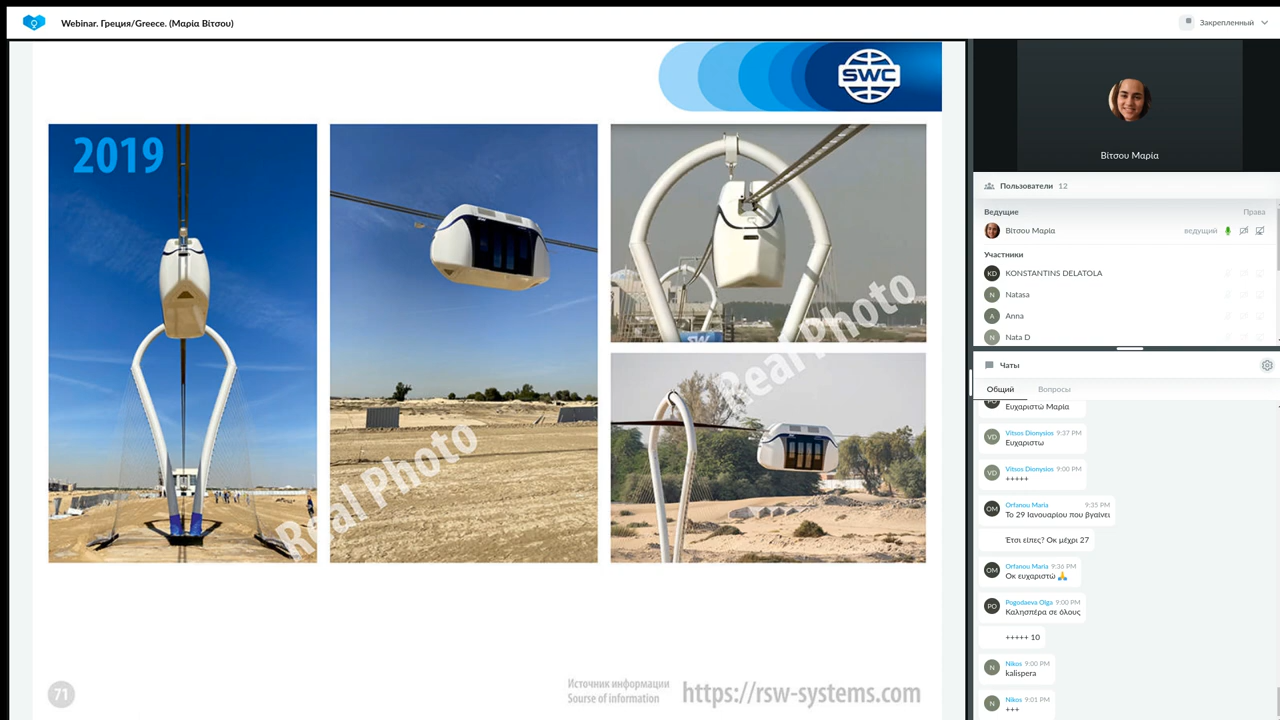 Webinar. Греция/Greece. (Μαρία Βίτσου)
Закрепленный
SWC
2019
Real Photo
Real Photo
SW
71
Источник информации
Sourse of information
https://rsw-systems.com
Βίτσου Μαρία
Пользователи 12
Ведущие Права
Βίτσου Μαρία ведущий
Участники
KD KONSTANTINS DELATOLA
N Natasa
A Anna
N Nata D
Чаты
Общий Вопросы
Ευχαριστώ Μαρία
VD Vitsos Dionysios 9:37 PM
Ευχαριστω
VD Vitsos Dionysios 9:00 PM
+++++
OM Orfanou Maria 9:35 PM
Το 29 Ιανουαρίου που βγαίνει
Έτσι είπες? Οκ μέχρι 27
OM Orfanou Maria 9:36 PM
Οκ ευχαριστώ 🙏
PO Pogodaeva Olga 9:00 PM
Καλησπέρα σε όλους
+++++ 10
N Nikos 9:00 PM
kalispera
N Nikos 9:01 PM
+++